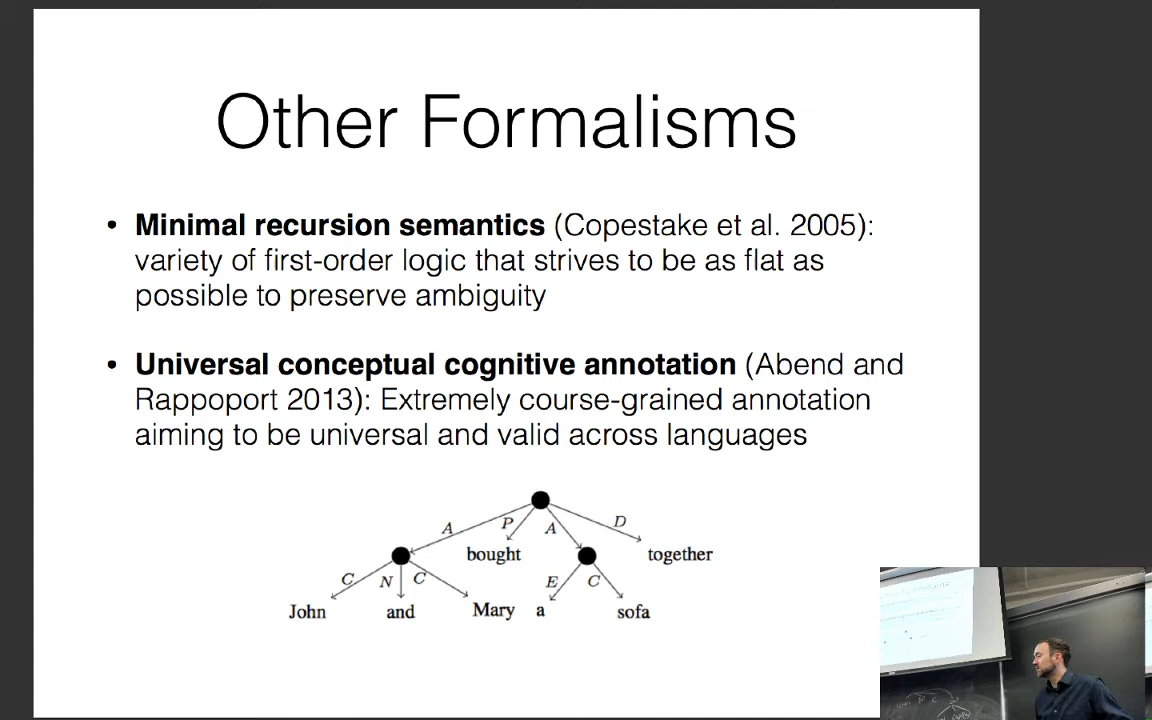 Other Formalisms
• Minimal recursion semantics (Copestake et al. 2005):
variety of first-order logic that strives to be as flat as
possible to preserve ambiguity
• Universal conceptual cognitive annotation (Abend and
Rappoport 2013): Extremely course-grained annotation
aiming to be universal and valid across languages
A P A D
bought together
C N C E C
John and Mary a sofa